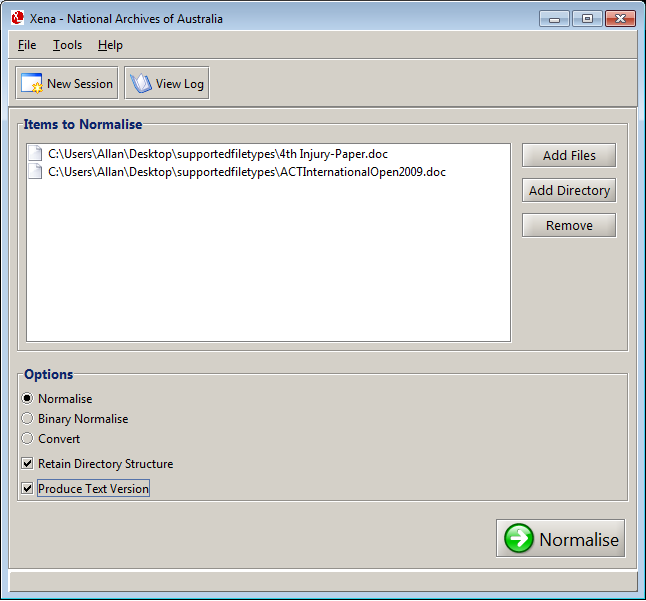 Xena - National Archives of Australia
File Tools Help
New Session View Log
Items to Normalise
C:\Users\Allan\Desktop\supportedfiletypes\4th Injury-Paper.doc
C:\Users\Allan\Desktop\supportedfiletypes\ACTInternationalOpen2009.doc
Add Files
Add Directory
Remove
Options
Normalise
Binary Normalise
Convert
Retain Directory Structure
Produce Text Version
Normalise